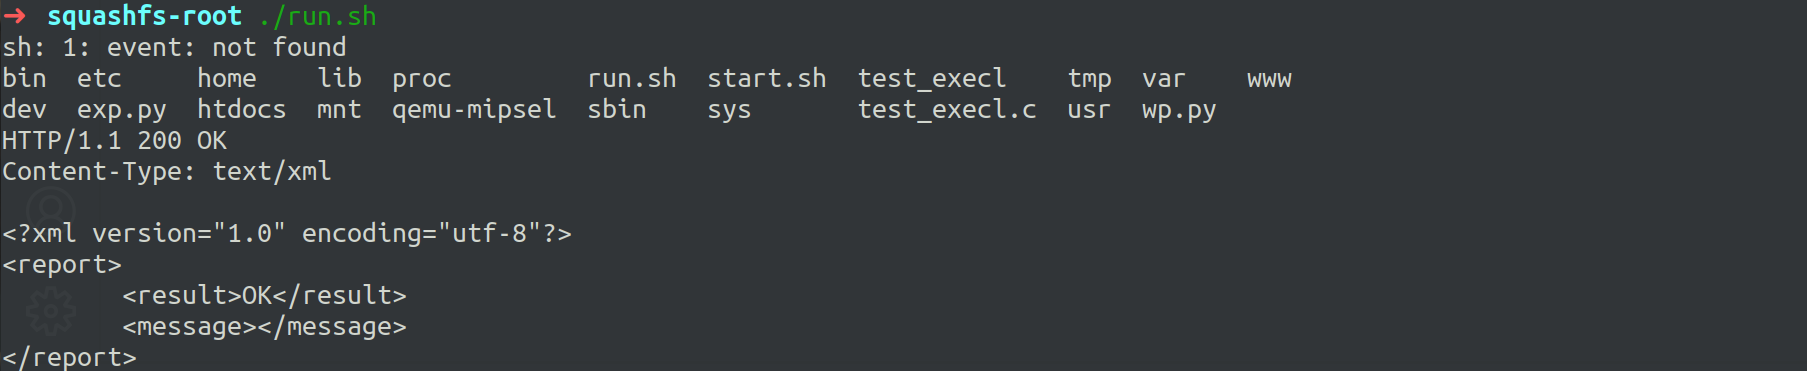 ➜ squashfs-root ./run.sh
sh: 1: event: not found
bin etc home lib proc run.sh start.sh test_execl tmp var www
dev exp.py htdocs mnt qemu-mipsel sbin sys test_execl.c usr wp.py
HTTP/1.1 200 OK
Content-Type: text/xml
<?xml version="1.0" encoding="utf-8"?>
<report>
<result>OK</result>
<message></message>
</report>